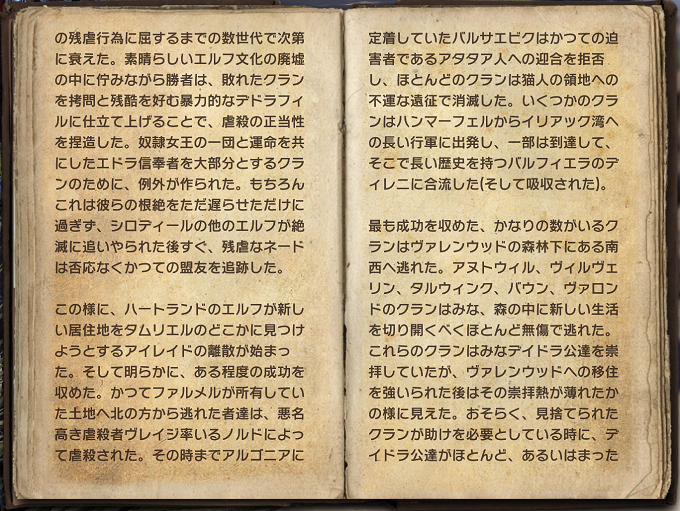 の残虐行為に屈するまでの数世代で次第
に衰えた。素晴らしいエルフ文化の廃墟
の中に佇みながら勝者は、敗れたクラン
を拷問と残酷を好む暴力的なデドラフィ
ルに仕立て上げることで、虐殺の正当性
を捏造した。奴隷女王の一団と運命を共
にしたエドラ信奉者を大部分とするクラ
ンのために、例外が作られた。もちろん
これは彼らの根絶をただ遅らせただけに
過ぎず、シロディールの他のエルフが絶
滅に追いやられた後すぐ、残虐なネード
は否応なくかつての盟友を追跡した。
この様に、ハートランドのエルフが新し
い居住地をタムリエルのどこかに見つけ
ようとするアイレイドの離散が始まっ
た。そして明らかに、ある程度の成功を
収めた。かつてファルメルが所有してい
た土地へ北の方から逃れた者達は、悪名
高き虐殺者ヴレイジ率いるノルドによっ
て虐殺された。その時までアルゴニアに
定着していたバルサエビクはかつての迫
害者であるアタタア人への迎合を拒否
し、ほとんどのクランは猫人の領地への
不運な遠征で消滅した。いくつかのクラ
ンはハンマーフェルからイリアック湾へ
の長い行軍に出発し、一部は到達して、
そこで長い歴史を持つバルフィエラのデ
ィレニに合流した(そして吸収された)。
最も成功を収めた、かなりの数がいるク
ランはヴァレンウッドの森林下にある南
西へ逃れた。アヌトウィル、ヴィルヴェ
リン、タルウィンク、バウン、ヴァロン
ドのクランはみな、森の中に新しい生活
を切り開くべくほとんど無傷で逃れた。
これらのクランはみなデイドラ公達を崇
拝していたが、ヴァレンウッドへの移住
を強いられた後はその崇拝熱が薄れたか
の様に見えた。おそらく、見捨てられた
クランが助けを必要としている時に、デ
イドラ公達がほとんど、あるいはまった